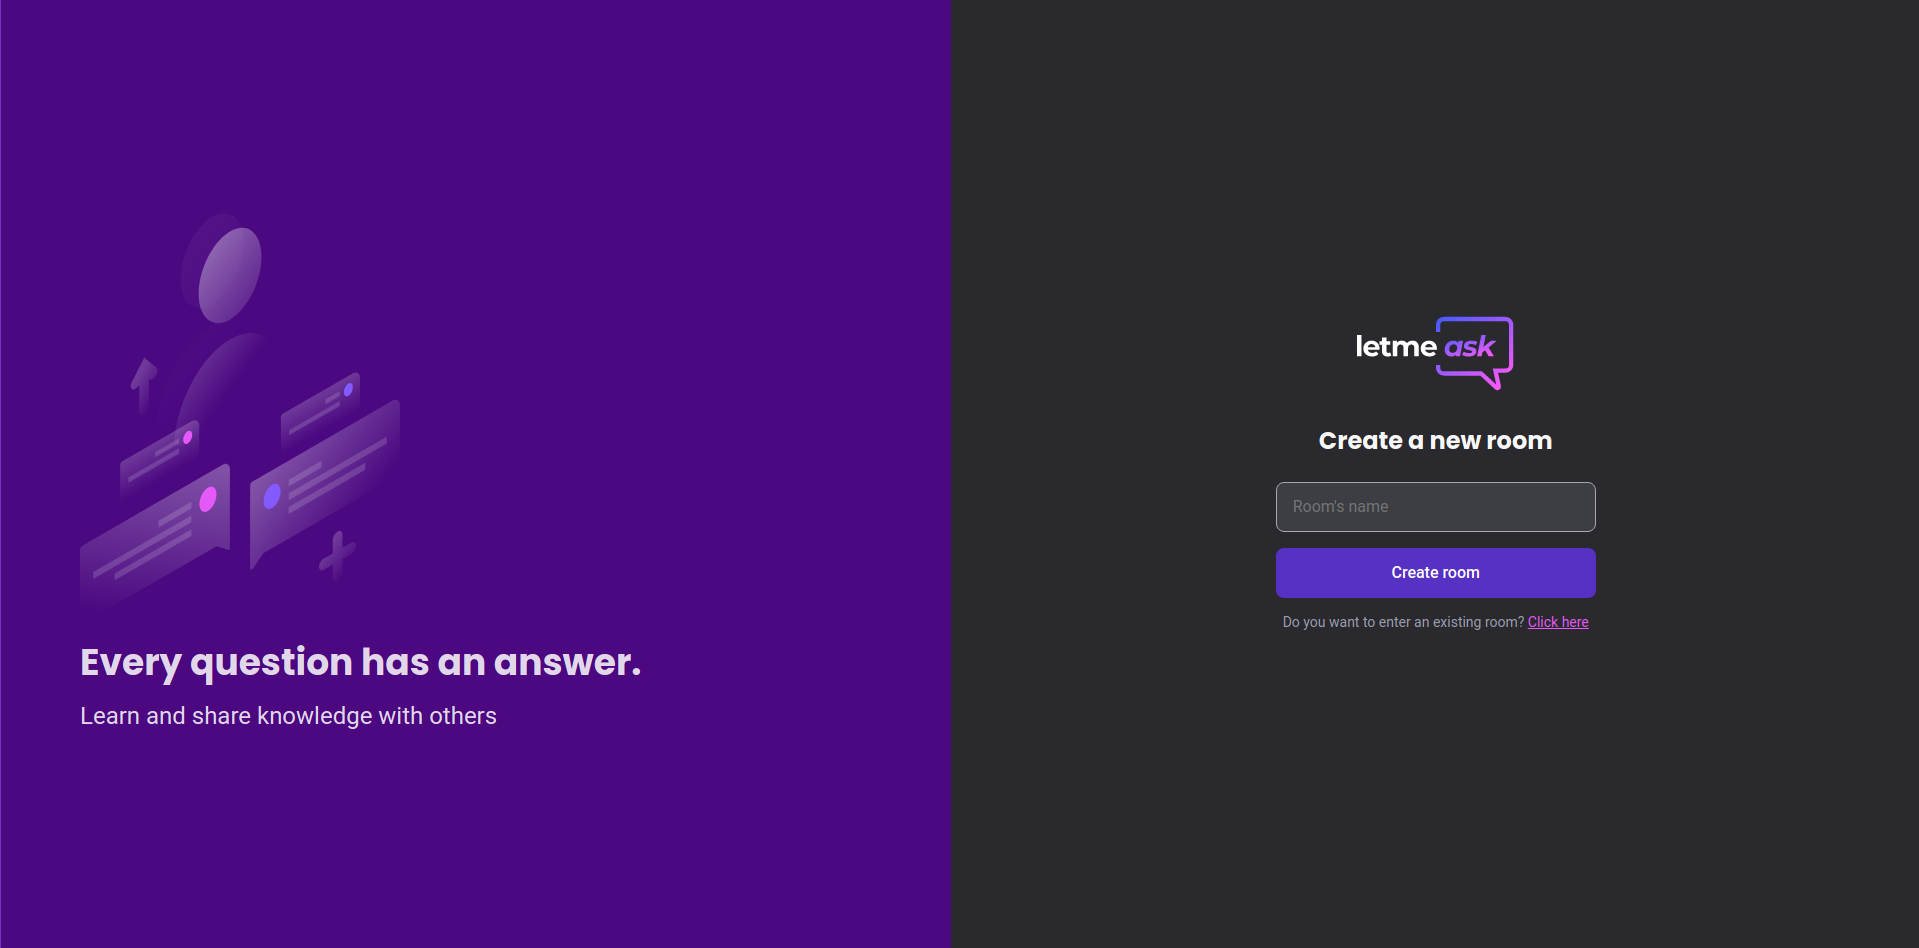 Every question has an answer.
Learn and share knowledge with others
letme ask
Create a new room
Room's name
Create room
Do you want to enter an existing room? Click here